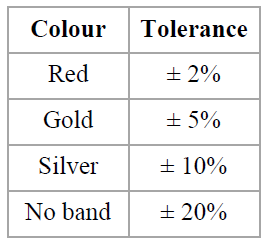 Colour Tolerance
Red ± 2%
Gold ± 5%
Silver ± 10%
No band ± 20%